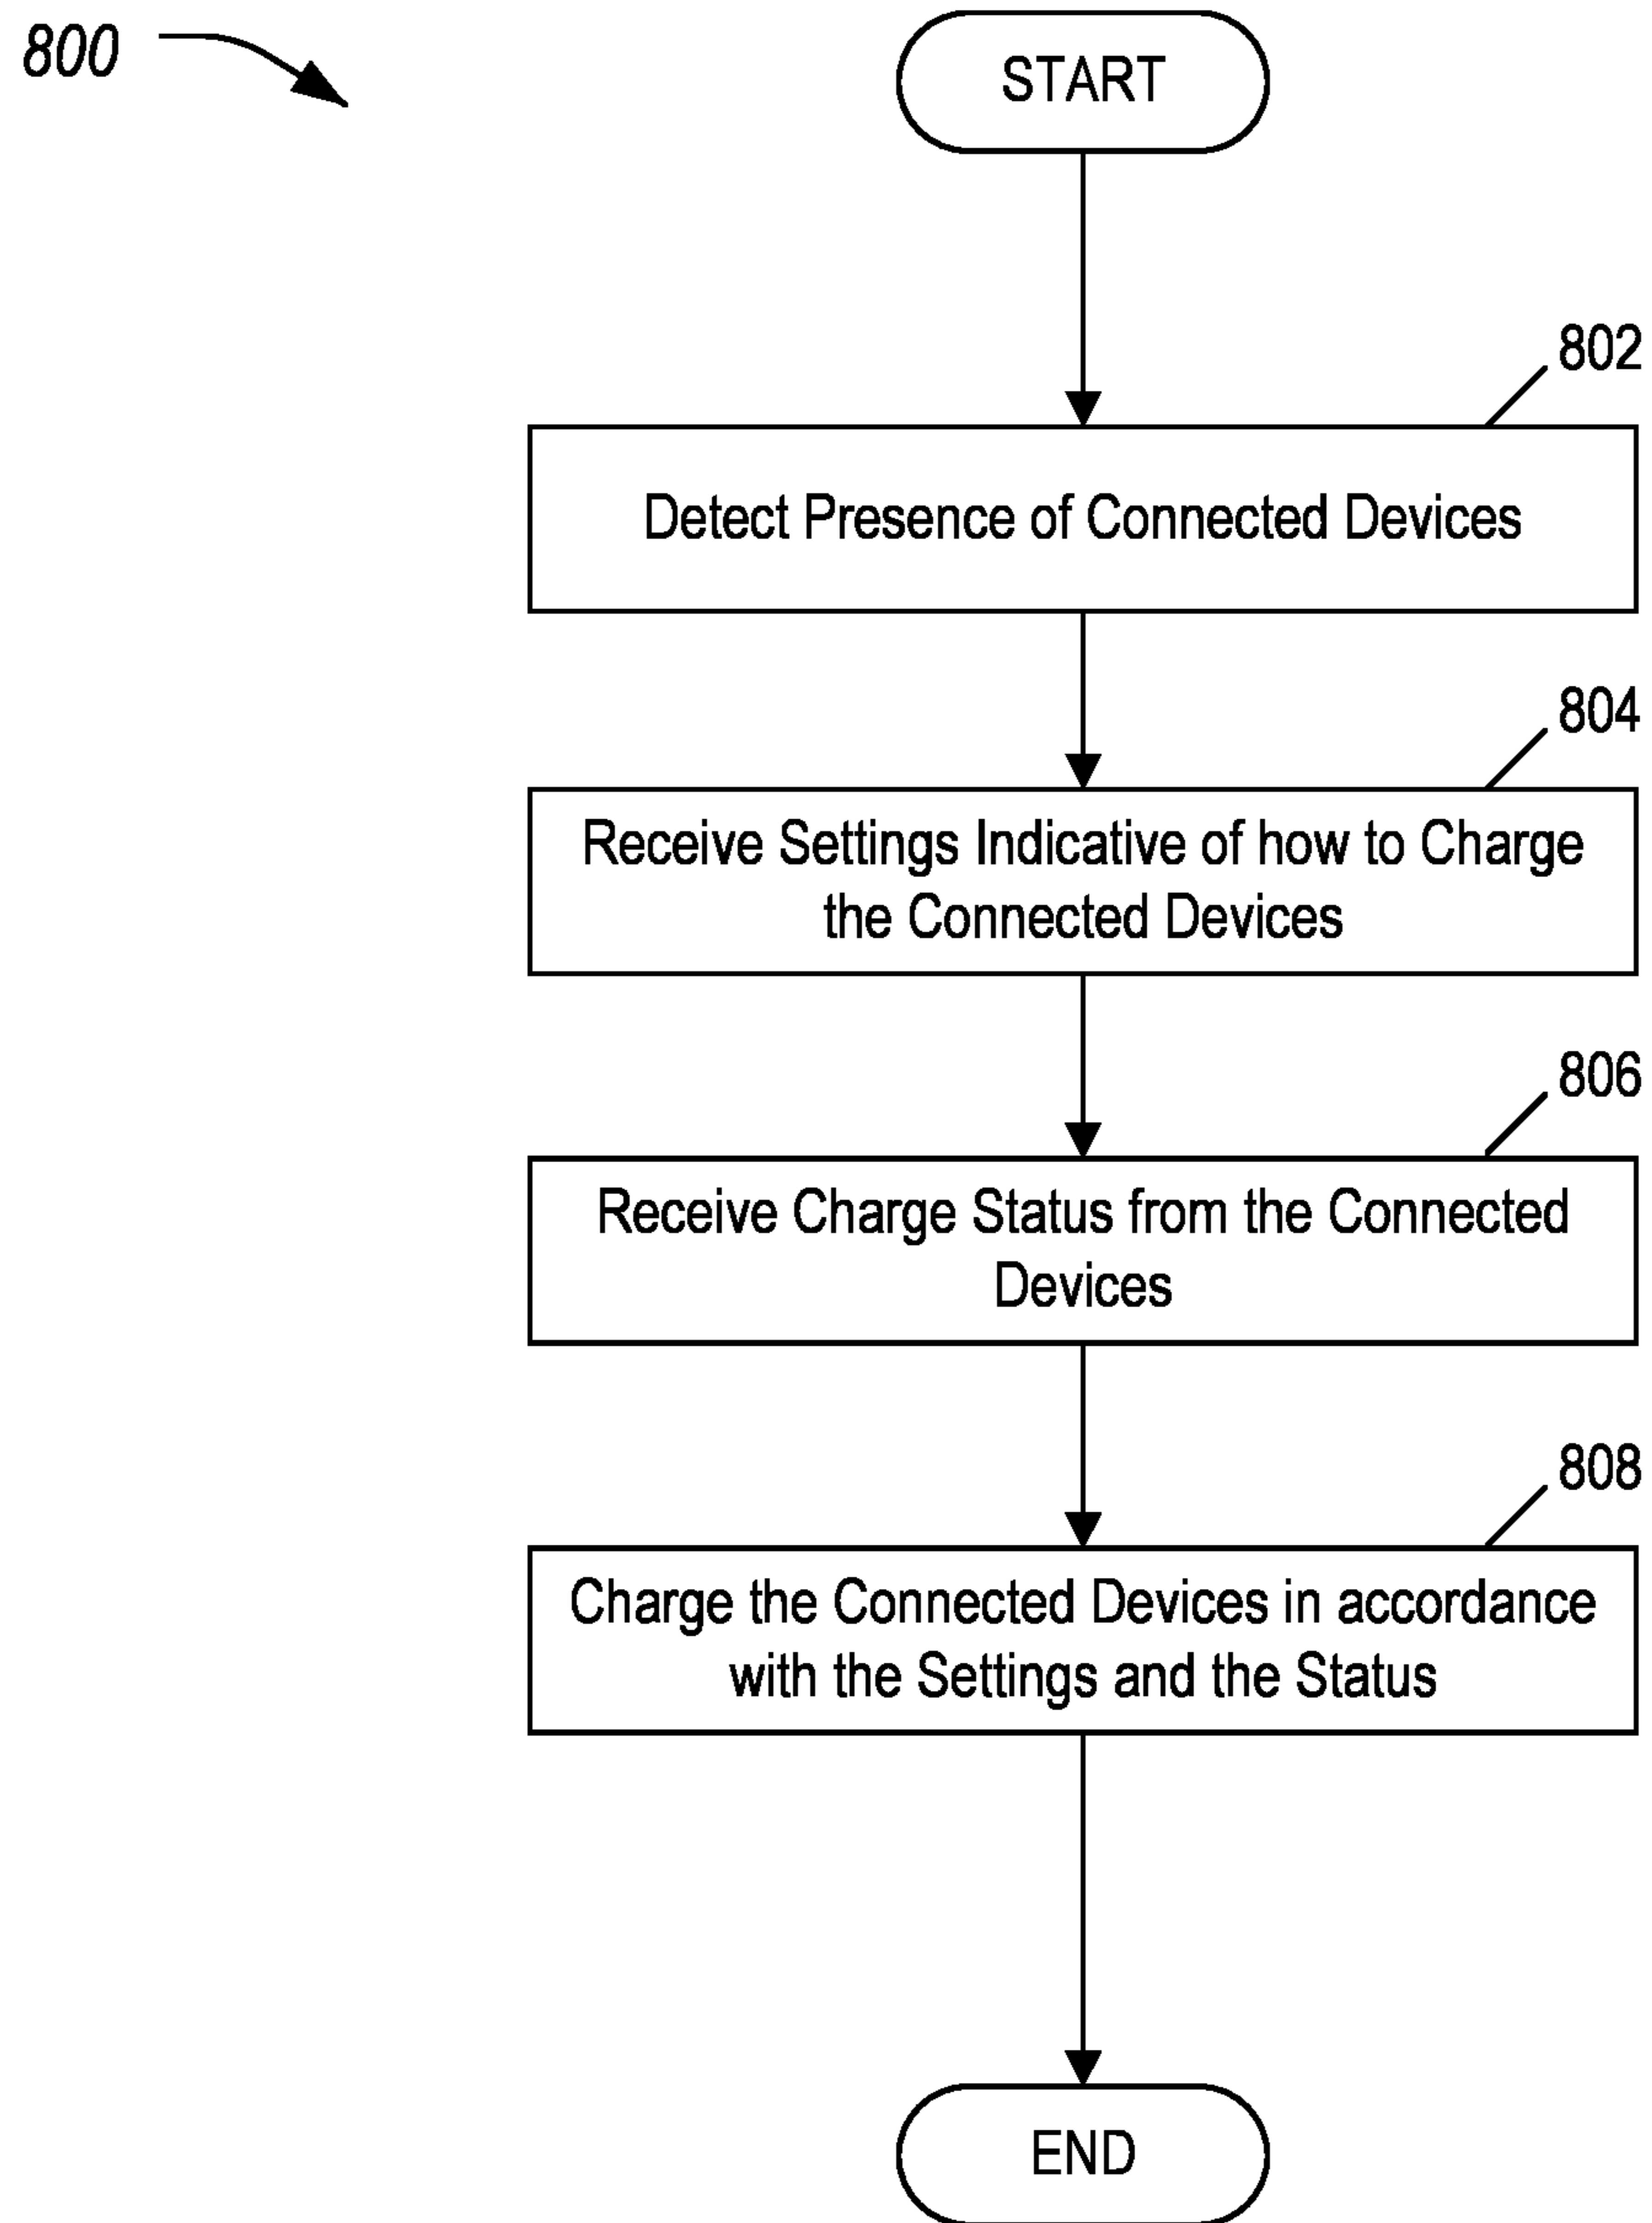 800
START
802
Detect Presence of Connected Devices
804
Receive Settings Indicative of how to Charge
the Connected Devices
806
Receive Charge Status from the Connected
Devices
808
Charge the Connected Devices in accordance
with the Settings and the Status
END